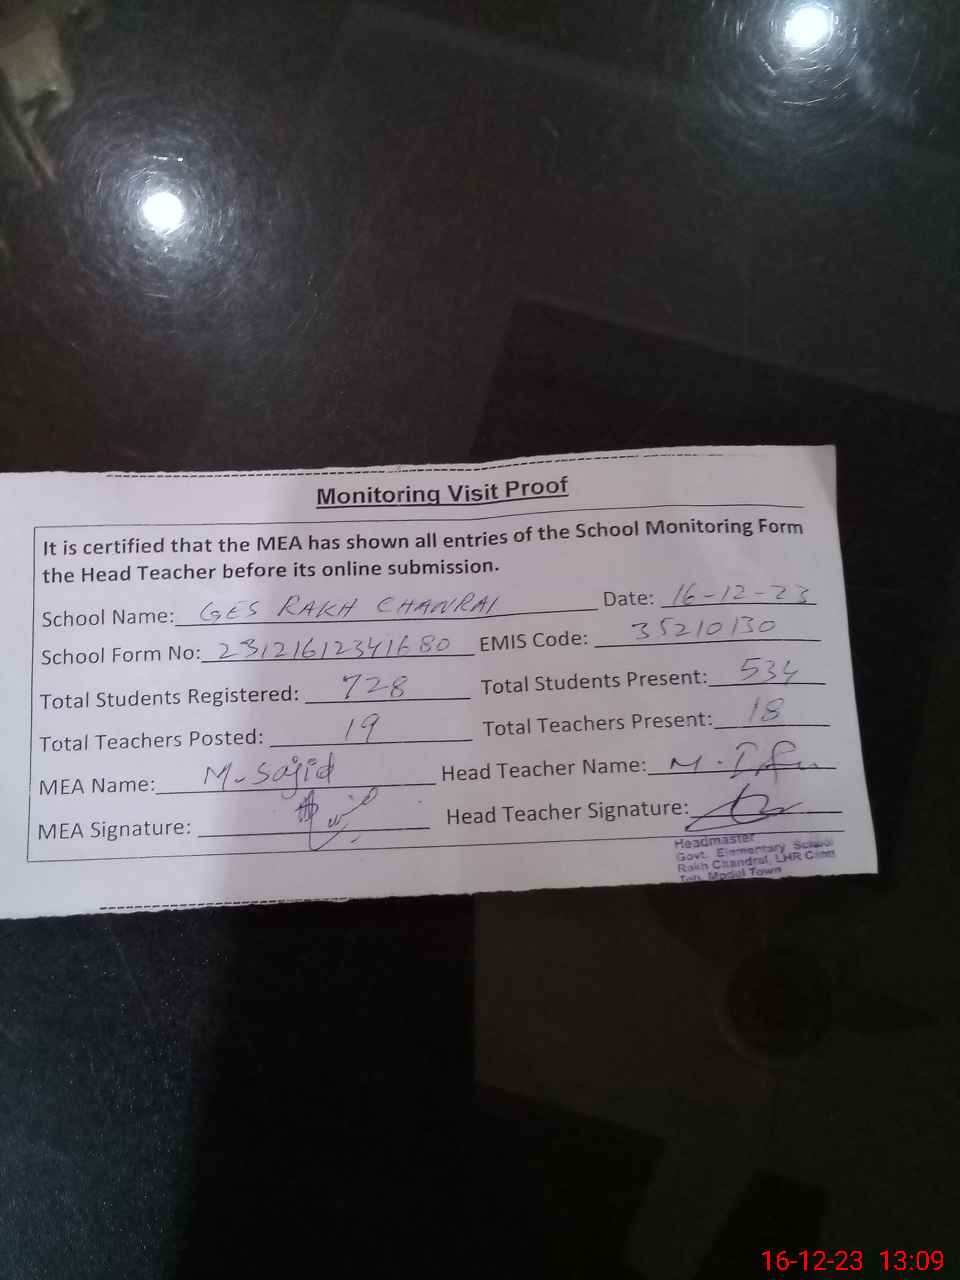 Monitoring Visit Proof
It is certified that the MEA has shown all entries of the School Monitoring Form
the Head Teacher before its online submission.
School Name: GES RAKH CHANRAI Date: 16-12-23
School Form No: 23121612341680 EMIS Code: 35210130
Total Students Registered: 728 Total Students Present: 534
Total Teachers Posted: 19 Total Teachers Present: 18
MEA Name: M-Sajid Head Teacher Name: M.
MEA Signature: Head Teacher Signature:
Headmaster
Govt. Elementary School
Rakh Chandrai, LHR Cantt
Teh. Model Town
16-12-23 13:09